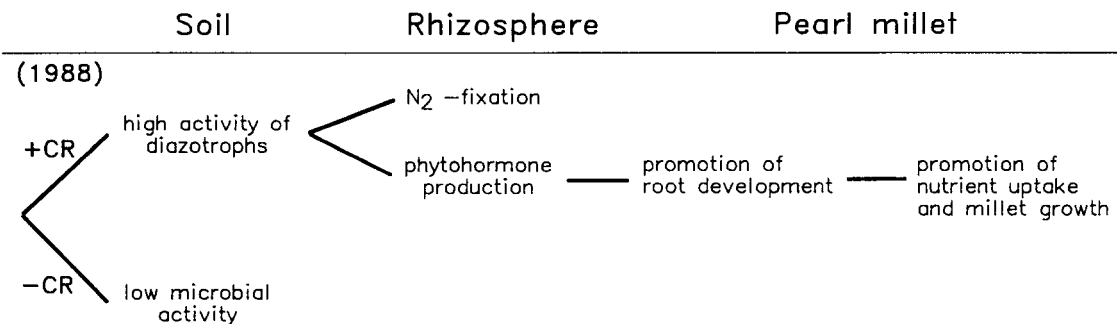 Soil Rhizosphere Pearl millet
(1988)
+CR
high activity of
diazotrophs
N2 –fixation
phytohormone
production
promotion of
root development
promotion of
nutrient uptake
and millet growth
–CR
low microbial
activity